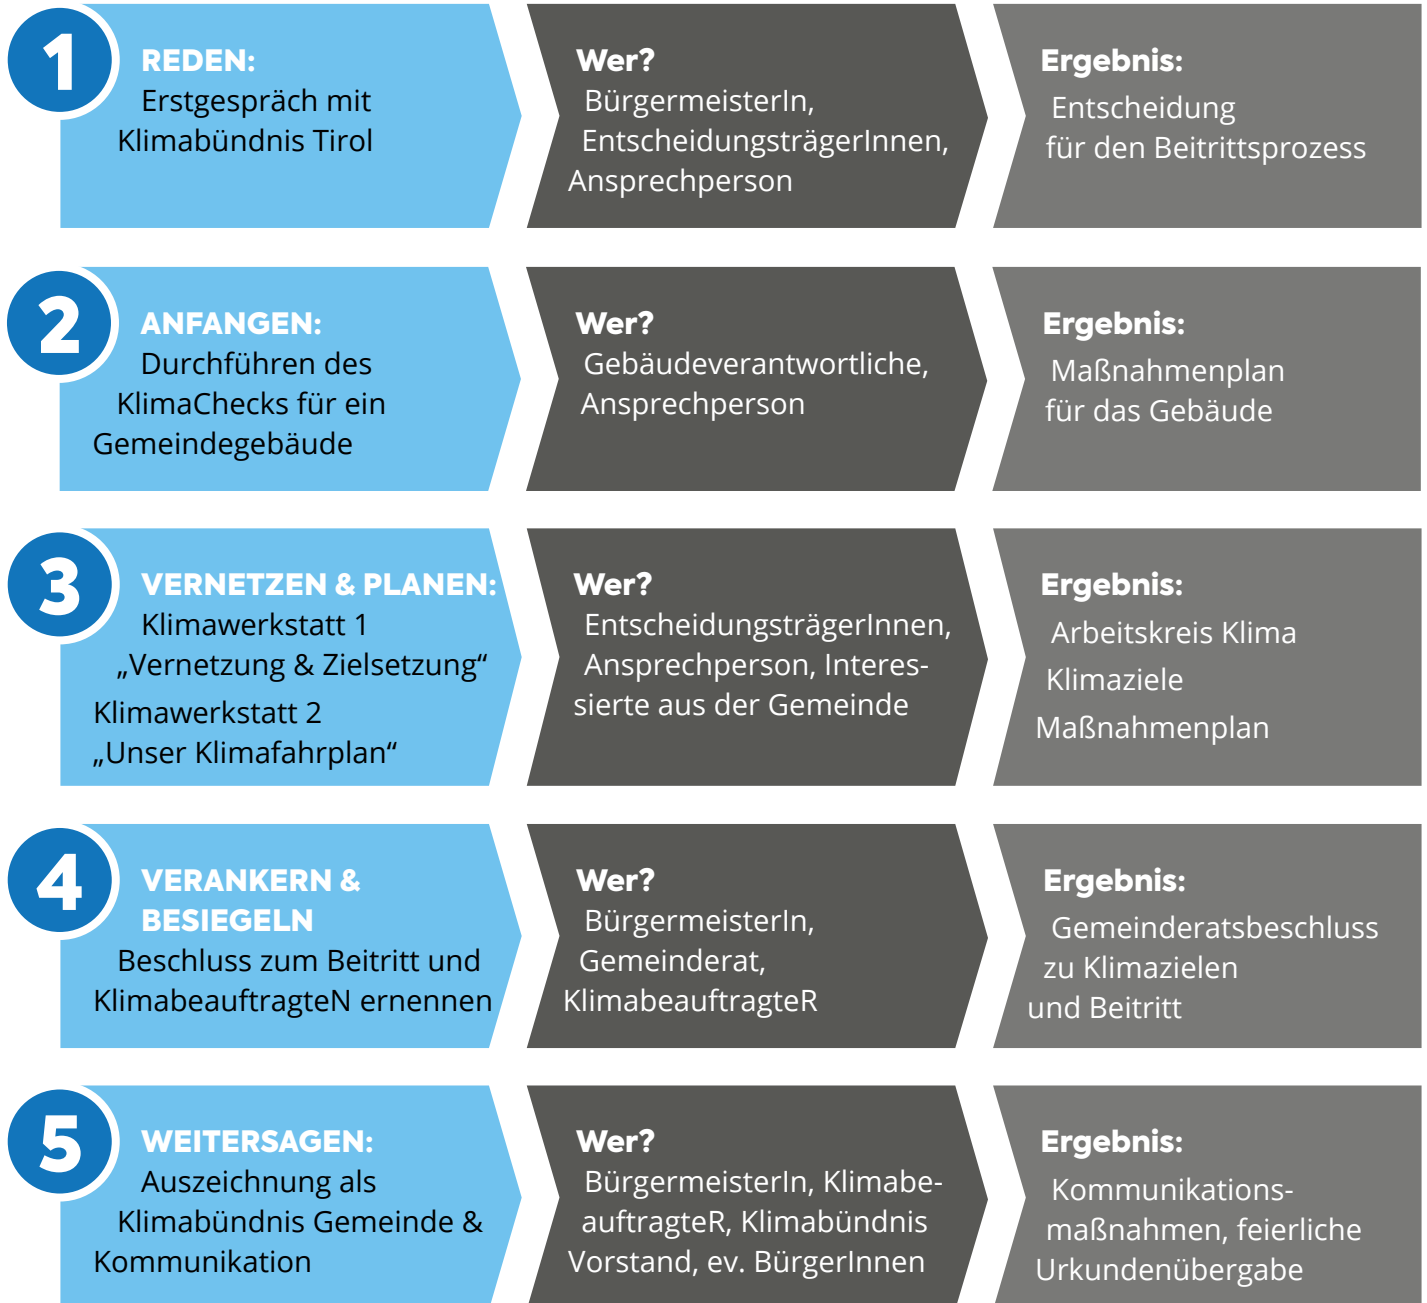 1
REDEN:
Erstgespräch mit
Klimabündnis Tirol
Wer?
BürgermeisterIn,
EntscheidungsträgerInnen,
Ansprechperson
Ergebnis:
Entscheidung
für den Beitrittsprozess
2
ANFANGEN:
Durchführen des
KlimaChecks für ein
Gemeindegebäude
Wer?
Gebäudeverantwortliche,
Ansprechperson
Ergebnis:
Maßnahmenplan
für das Gebäude
3
VERNETZEN & PLANEN:
Klimawerkstatt 1
„Vernetzung & Zielsetzung“
Klimawerkstatt 2
„Unser Klimafahrplan“
Wer?
EntscheidungsträgerInnen,
Ansprechperson, Interes-
sierte aus der Gemeinde
Ergebnis:
Arbeitskreis Klima
Klimaziele
Maßnahmenplan
4
VERANKERN &
BESIEGELN
Beschluss zum Beitritt und
KlimabeauftragteN ernennen
Wer?
BürgermeisterIn,
Gemeinderat,
KlimabeauftragteR
Ergebnis:
Gemeinderatsbeschluss
zu Klimazielen
und Beitritt
5
WEITERSAGEN:
Auszeichnung als
Klimabündnis Gemeinde &
Kommunikation
Wer?
BürgermeisterIn, Klimabe-
auftragteR, Klimabündnis
Vorstand, ev. BürgerInnen
Ergebnis:
Kommunikations-
maßnahmen, feierliche
Urkundenübergabe